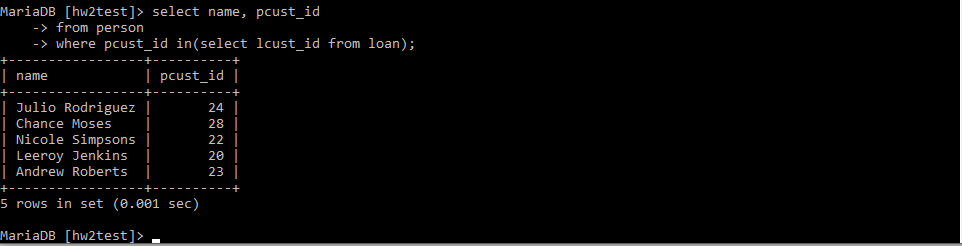 MariaDB [hw2test]> select name, pcust_id
    -> from person
    -> where pcust_id in(select lcust_id from loan);
+-----------------+----------+
| name            | pcust_id |
+-----------------+----------+
| Julio Rodriguez |       24 |
| Chance Moses    |       28 |
| Nicole Simpsons |       22 |
| Leeroy Jenkins  |       20 |
| Andrew Roberts  |       23 |
+-----------------+----------+
5 rows in set (0.001 sec)
MariaDB [hw2test]>